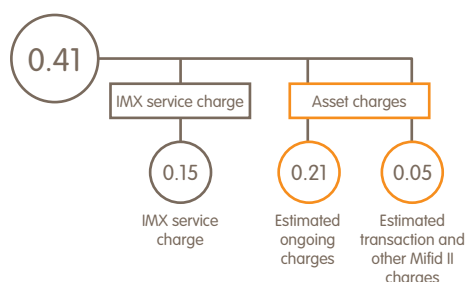 0.41
IMX service charge
Asset charges
0.15
0.21
0.05
IMX service
charge
Estimated
ongoing
charges
Estimated
transaction and
other Mifid II
charges